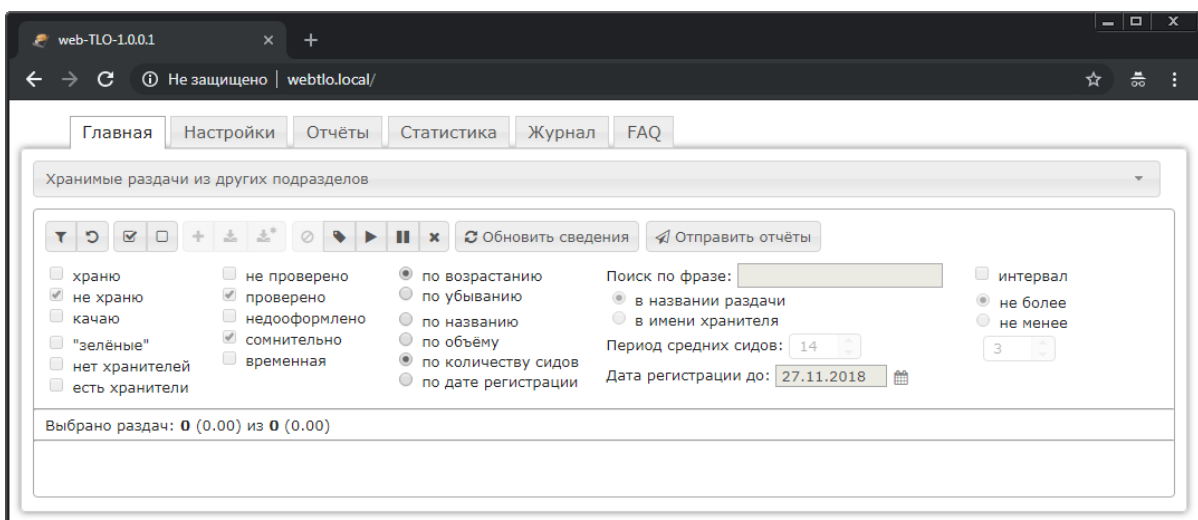 web-TLO-1.0.0.1
Не защищено | webtlo.local/
Главная Настройки Отчёты Статистика Журнал FAQ
Хранимые раздачи из других подразделов
Обновить сведения Отправить отчёты
храню не проверено по возрастанию Поиск по фразе: интервал
не храню проверено по убыванию в названии раздачи не более
качаю недооформлено по названию в имени хранителя не менее
"зелёные" сомнительно по объёму Период средних сидов: 14 3
нет хранителей временная по количеству сидов
есть хранители по дате регистрации Дата регистрации до: 27.11.2018
Выбрано раздач: 0 (0.00) из 0 (0.00)